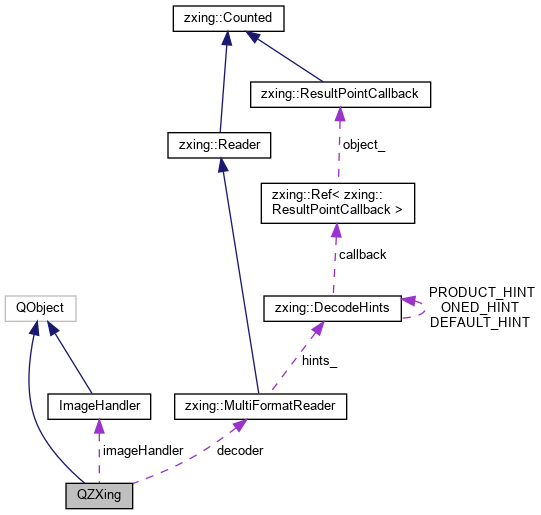 zxing::Counted
zxing::ResultPointCallback
zxing::Reader
object_
zxing::Ref< zxing::
ResultPointCallback >
callback
QObject
zxing::DecodeHints
PRODUCT_HINT
ONED_HINT
DEFAULT_HINT
hints_
ImageHandler
zxing::MultiFormatReader
imageHandler
decoder
QZXing